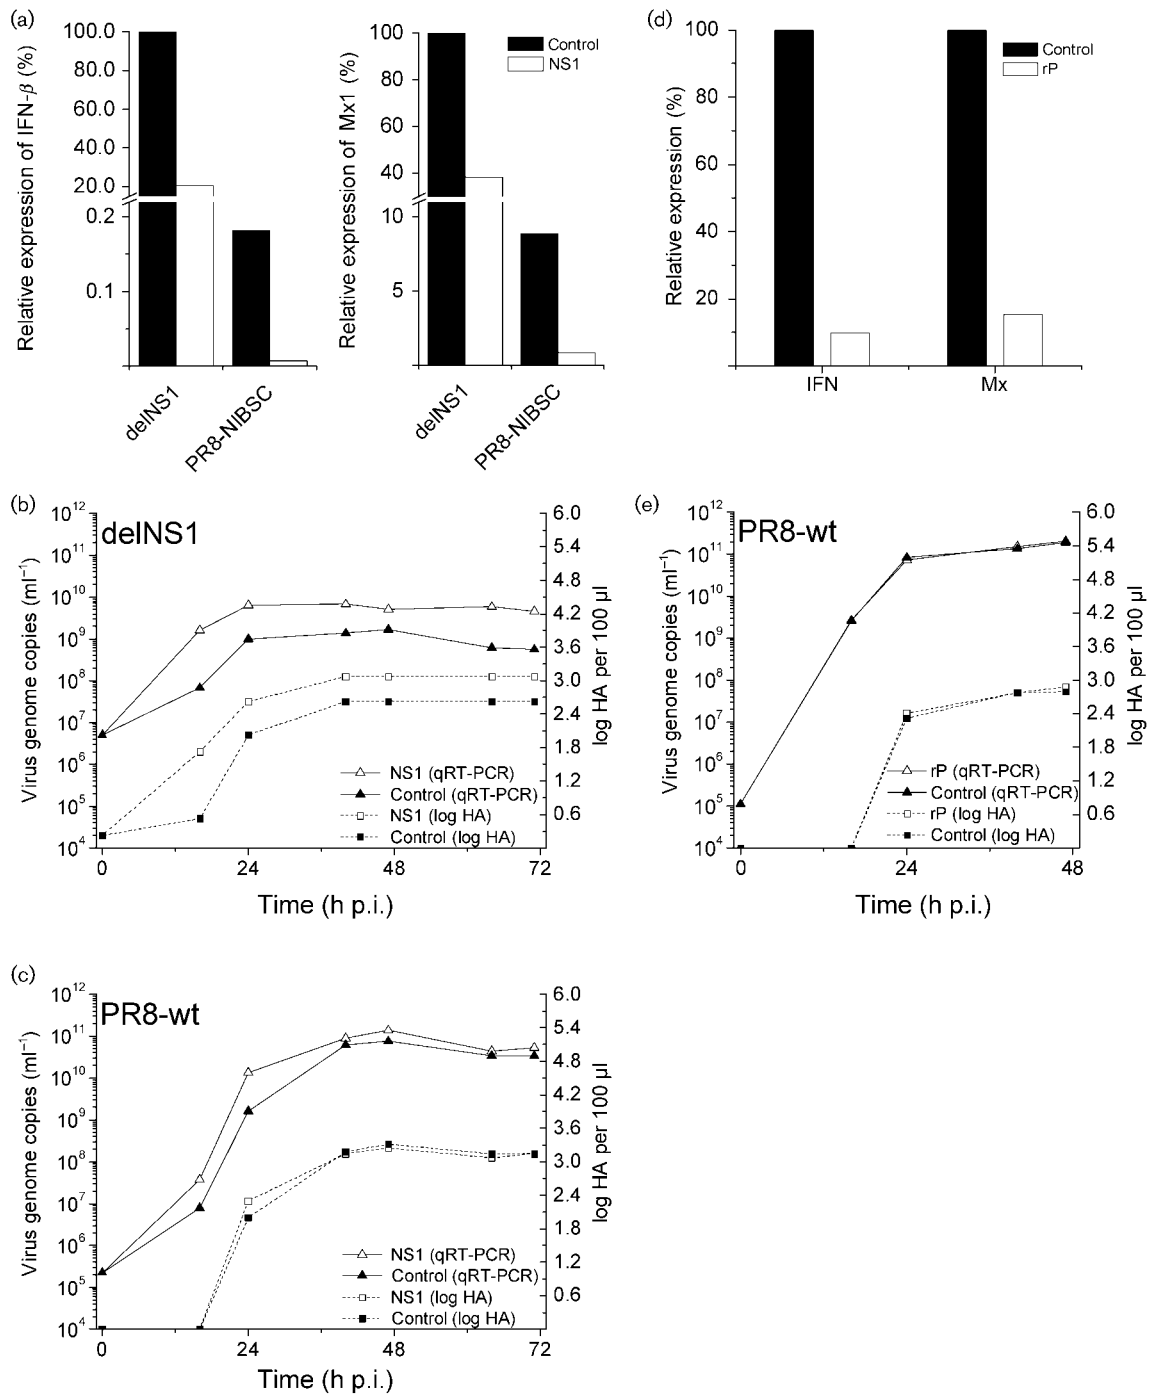 (a)
Relative expression of IFN-β (%)
100.0
100.0
60.0
40.0
20.0
0.2
0.1
delNS1
PR8-NIBSC
Relative expression of Mx1 (%)
100
80
60
40
10
5
0
delNS1
PR8-NIBSC
Control
NS1
(d)
Relative expression (%)
100
80
60
40
20
IFN
Mx
Control
rP
(b)
delNS1
Virus genome copies (ml⁻¹)
10¹²
10¹¹
10¹⁰
10⁹
10⁸
10⁷
10⁶
10⁵
10⁴
6.0
5.4
4.8
4.2
3.6
3.0
2.4
1.8
1.2
0.6
log HA per 100 µl
NS1 (qRT-PCR)
Control (qRT-PCR)
NS1 (log HA)
Control (log HA)
0
24
48
72
Time (h p.i.)
(e)
PR8-wt
Virus genome copies (ml⁻¹)
10¹²
10¹¹
10¹⁰
10⁹
10⁸
10⁷
10⁶
10⁵
10⁴
6.0
5.4
4.8
4.2
3.6
3.0
2.4
1.8
1.2
0.6
log HA per 100 µl
rP (qRT-PCR)
Control (qRT-PCR)
rP (log HA)
Control (log HA)
0
24
48
Time (h p.i.)
(c)
PR8-wt
Virus genome copies (ml⁻¹)
10¹²
10¹¹
10¹⁰
10⁹
10⁸
10⁷
10⁶
10⁵
10⁴
6.0
5.4
4.8
4.2
3.6
3.0
2.4
1.8
1.2
0.6
log HA per 100 µl
NS1 (qRT-PCR)
Control (qRT-PCR)
NS1 (log HA)
Control (log HA)
0
24
48
72
Time (h p.i.)